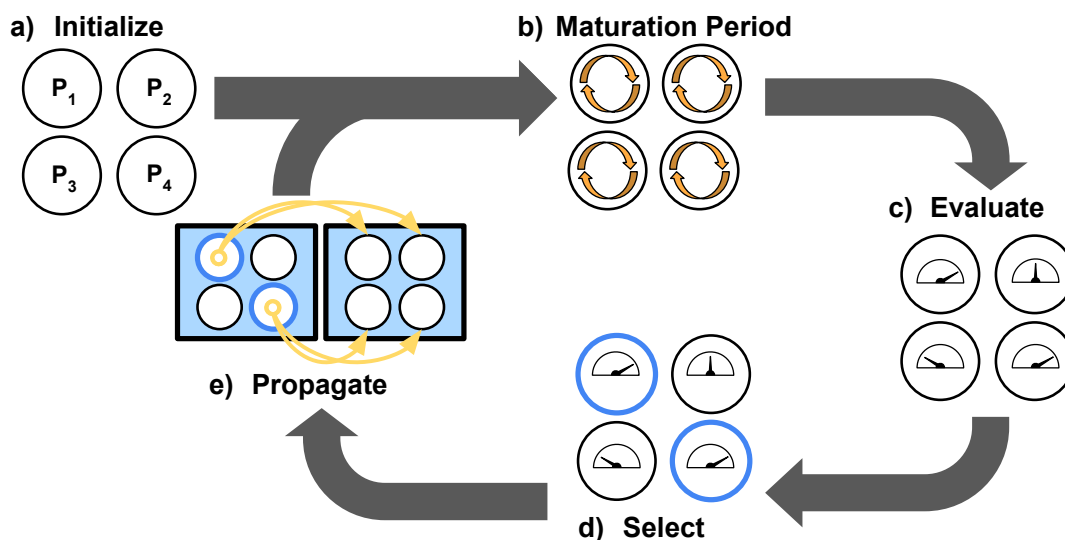 a) Initialize
P1 P2
P3 P4
b) Maturation Period
c) Evaluate
d) Select
e) Propagate